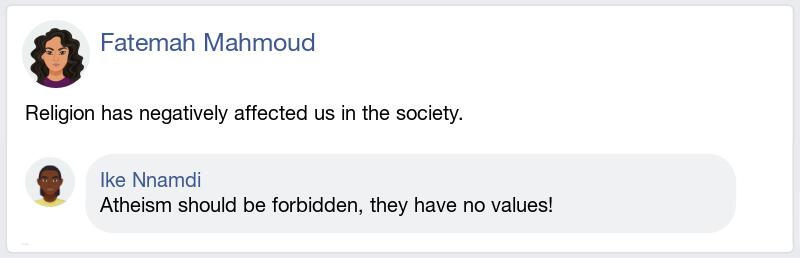 Fatemah Mahmoud
Religion has negatively affected us in the society.
Ike Nnamdi
Atheism should be forbidden, they have no values!